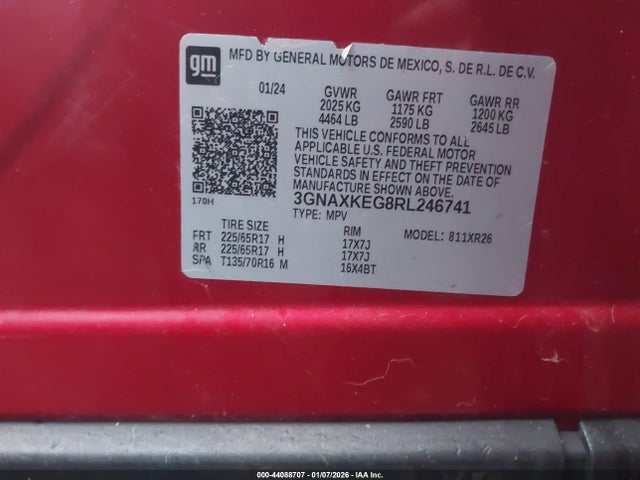 gm
MFD BY GENERAL MOTORS DE MEXICO, S. DE R.L. DE C.V.
01/24 GVWR GAWR FRT GAWR RR
2025 KG 1175 KG 1200 KG
4464 LB 2590 LB 2645 LB
THIS VEHICLE CONFORMS TO ALL
APPLICABLE U.S. FEDERAL MOTOR
VEHICLE SAFETY AND THEFT PREVENTION
STANDARDS IN EFFECT ON THE DATE OF
MANUFACTURE SHOWN ABOVE.
170H 3GNAXKEG8RL246741
TYPE: MPV
TIRE SIZE RIM MODEL: 811XR26
FRT 225/65R17 H 17X7J
RR 225/65R17 H 17X7J
SPA T135/70R16 M 16X4BT
000-44088707 - 01/07/2026 - IAA Inc.